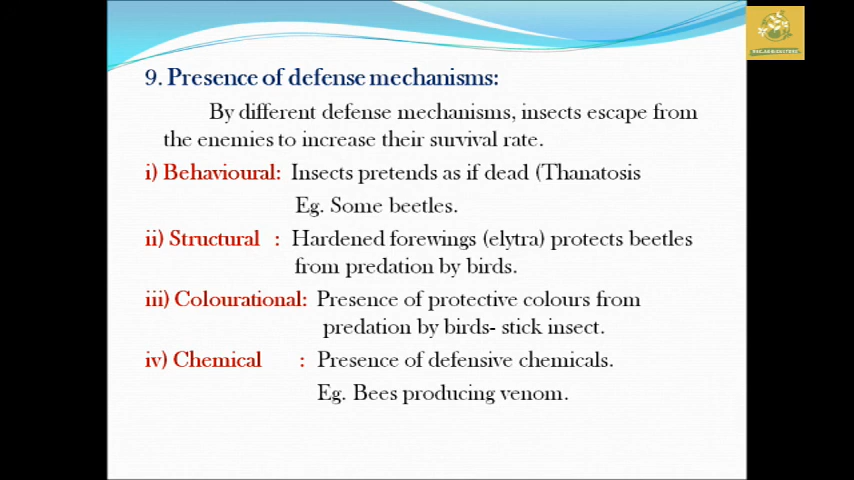 9. Presence of defense mechanisms:
By different defense mechanisms, insects escape from
the enemies to increase their survival rate.
i) Behavioural: Insects pretends as if dead (Thanatosis
Eg. Some beetles.
ii) Structural : Hardened forewings (elytra) protects beetles
from predation by birds.
iii) Colourational: Presence of protective colours from
predation by birds- stick insect.
iv) Chemical : Presence of defensive chemicals.
Eg. Bees producing venom.